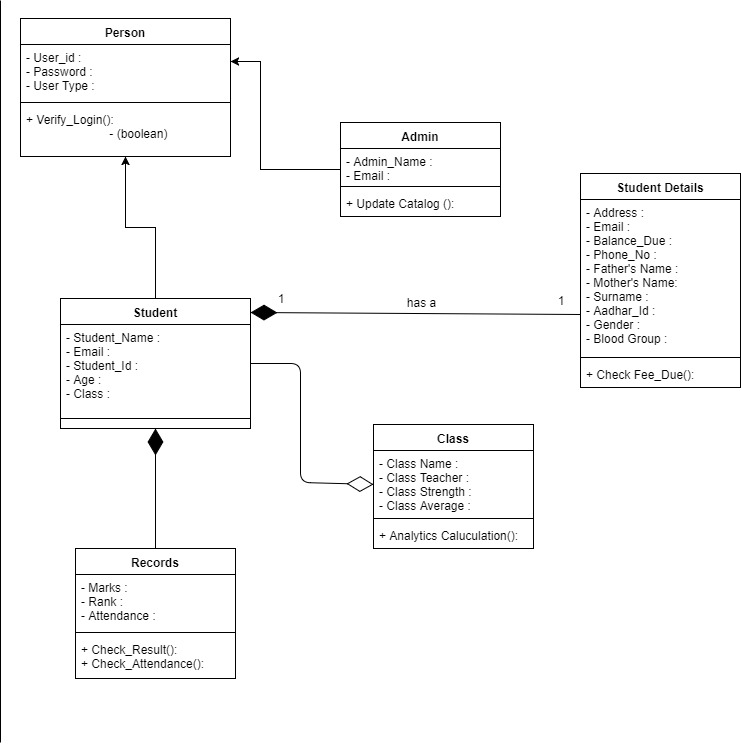 Person
- User_id :
- Password :
- User Type :
+ Verify_Login():
- (boolean)
Admin
- Admin_Name :
- Email :
+ Update Catalog ():
Student Details
- Address :
- Email :
- Balance_Due :
- Phone_No :
- Father's Name :
- Mother's Name:
- Surname :
- Aadhar_Id :
- Gender :
- Blood Group :
+ Check Fee_Due():
1
has a
1
Student
- Student_Name :
- Email :
- Student_Id :
- Age :
- Class :
Class
- Class Name :
- Class Teacher :
- Class Strength :
- Class Average :
+ Analytics Caluculation():
Records
- Marks :
- Rank :
- Attendance :
+ Check_Result():
+ Check_Attendance():